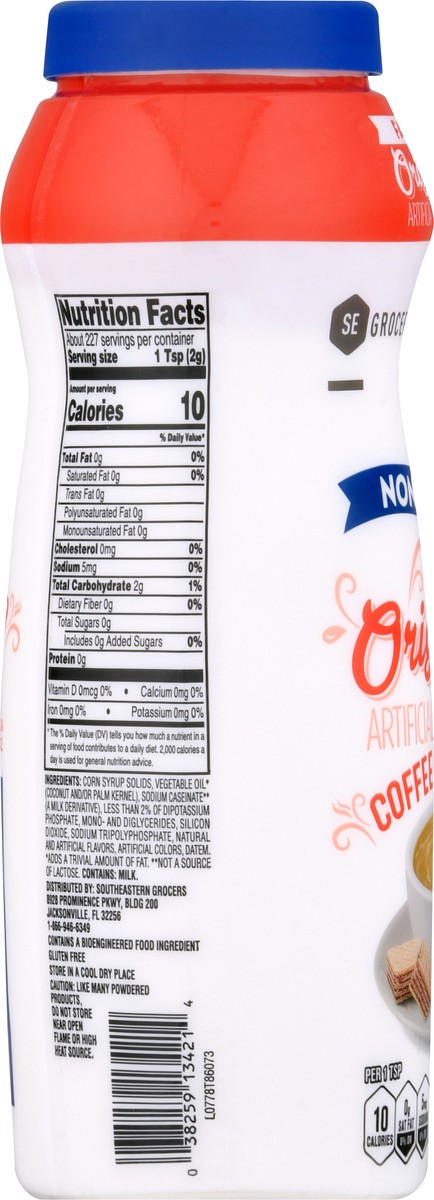 SE GROCER
Nutrition Facts
About 227 servings per container
Serving size 1 Tsp (2g)
Amount per serving
Calories 10
% Daily Value*
Total Fat 0g 0%
Saturated Fat 0g 0%
Trans Fat 0g
Polyunsaturated Fat 0g
Monounsaturated Fat 0g
Cholesterol 0mg 0%
Sodium 5mg 0%
Total Carbohydrate 2g 1%
Dietary Fiber 0g 0%
Total Sugars 0g
Includes 0g Added Sugars 0%
Protein 0g
Vitamin D 0mcg 0% • Calcium 0mg 0%
Iron 0mg 0% • Potassium 0mg 0%
*The % Daily Value (DV) tells you how much a nutrient in a
serving of food contributes to a daily diet. 2,000 calories a
day is used for general nutrition advice.
INGREDIENTS: CORN SYRUP SOLIDS, VEGETABLE OIL*
(COCONUT AND/OR PALM KERNEL), SODIUM CASEINATE**
(A MILK DERIVATIVE), LESS THAN 2% OF DIPOTASSIUM
PHOSPHATE, MONO- AND DIGLYCERIDES, SILICON
DIOXIDE, SODIUM TRIPOLYPHOSPHATE, NATURAL
AND ARTIFICIAL FLAVORS, ARTIFICIAL COLORS, DATEM.
*ADDS A TRIVIAL AMOUNT OF FAT. **NOT A SOURCE
OF LACTOSE. CONTAINS: MILK.
DISTRIBUTED BY: SOUTHEASTERN GROCERS
8928 PROMINENCE PKWY, BLDG 200
JACKSONVILLE, FL 32256
1-866-946-6349
CONTAINS A BIOENGINEERED FOOD INGREDIENT
GLUTEN FREE
STORE IN A COOL DRY PLACE
CAUTION: LIKE MANY POWDERED
PRODUCTS,
DO NOT STORE
NEAR OPEN
FLAME OR HIGH
HEAT SOURCE.
0 38259 13421 4
L0778T86073
NON
Orig
ARTIFICIAL
COFFEE
PER 1 TSP
10 CALORIES
0g SAT FAT 0% DV
5mg